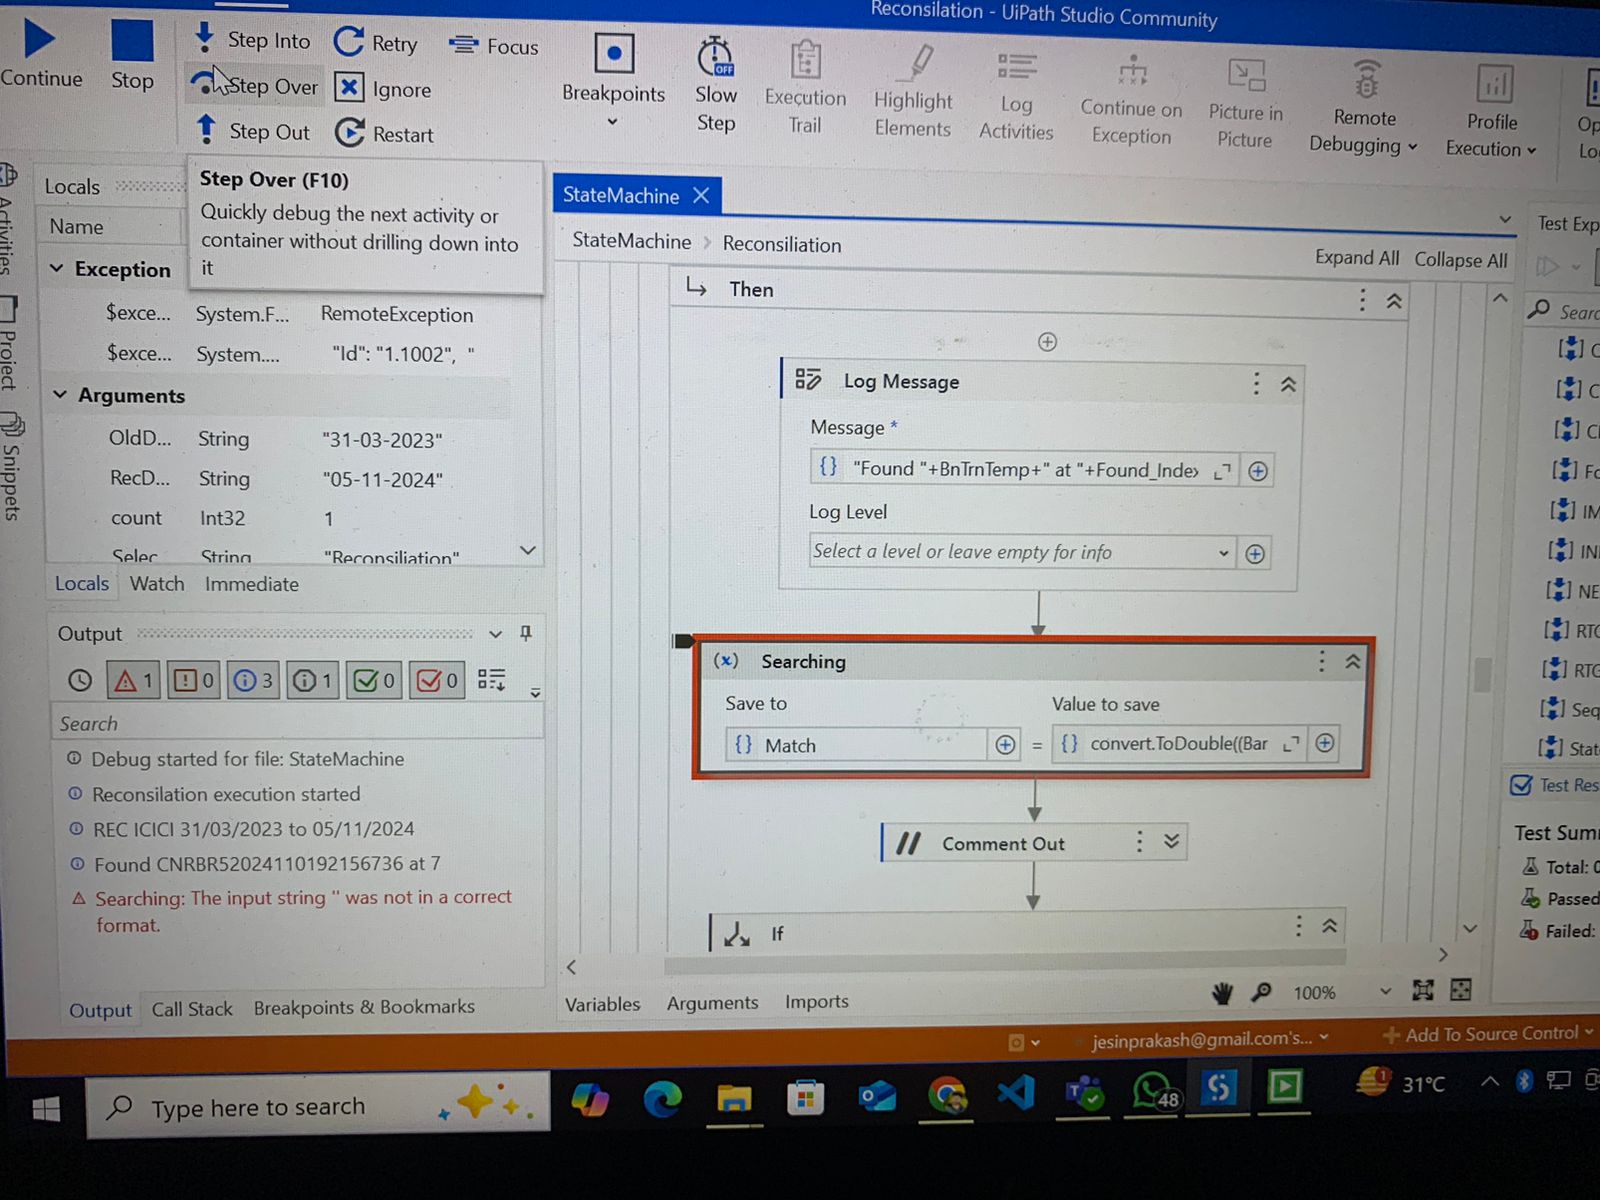 Reconsilation - UiPath Studio Community
Continue
Stop
Step Into
Step Over
Step Out
Retry
Ignore
Restart
Focus
Breakpoints
Slow
Step
OFF
Execution
Trail
Highlight
Elements
Log
Activities
Continue on
Exception
Picture in
Picture
Remote
Debugging
Profile
Execution
Step Over (F10)
Quickly debug the next activity or
container without drilling down into
it
Activities
Project
Snippets
Locals
Name
Exception
$exce... System.F... RemoteException
$exce... System.... "Id": "1.1002", "
Arguments
OldD... String "31-03-2023"
RecD... String "05-11-2024"
count Int32 1
Selec String "Reconsiliation"
Locals Watch Immediate
Output
1 0 3 1 0 0
Search
Debug started for file: StateMachine
Reconsilation execution started
REC ICICI 31/03/2023 to 05/11/2024
Found CNRBR52024110192156736 at 7
Searching: The input string '' was not in a correct
format.
Output Call Stack Breakpoints & Bookmarks
StateMachine
StateMachine > Reconsiliation
Expand All Collapse All
Then
Log Message
Message *
{} "Found "+BnTrnTemp+" at "+Found_Index
Log Level
Select a level or leave empty for info
(x) Searching
Save to
Value to save
{} Match = {} convert.ToDouble((Bar
// Comment Out
If
Variables Arguments Imports
100%
Test Exp
Searc
Fo
IM
IN
NE
RTG
RTG
Seq
Stat
Test Res
Test Sum
Total: 0
Passed
Failed:
jesinprakash@gmail.com's...
Add To Source Control
Type here to search
48
1
31°C